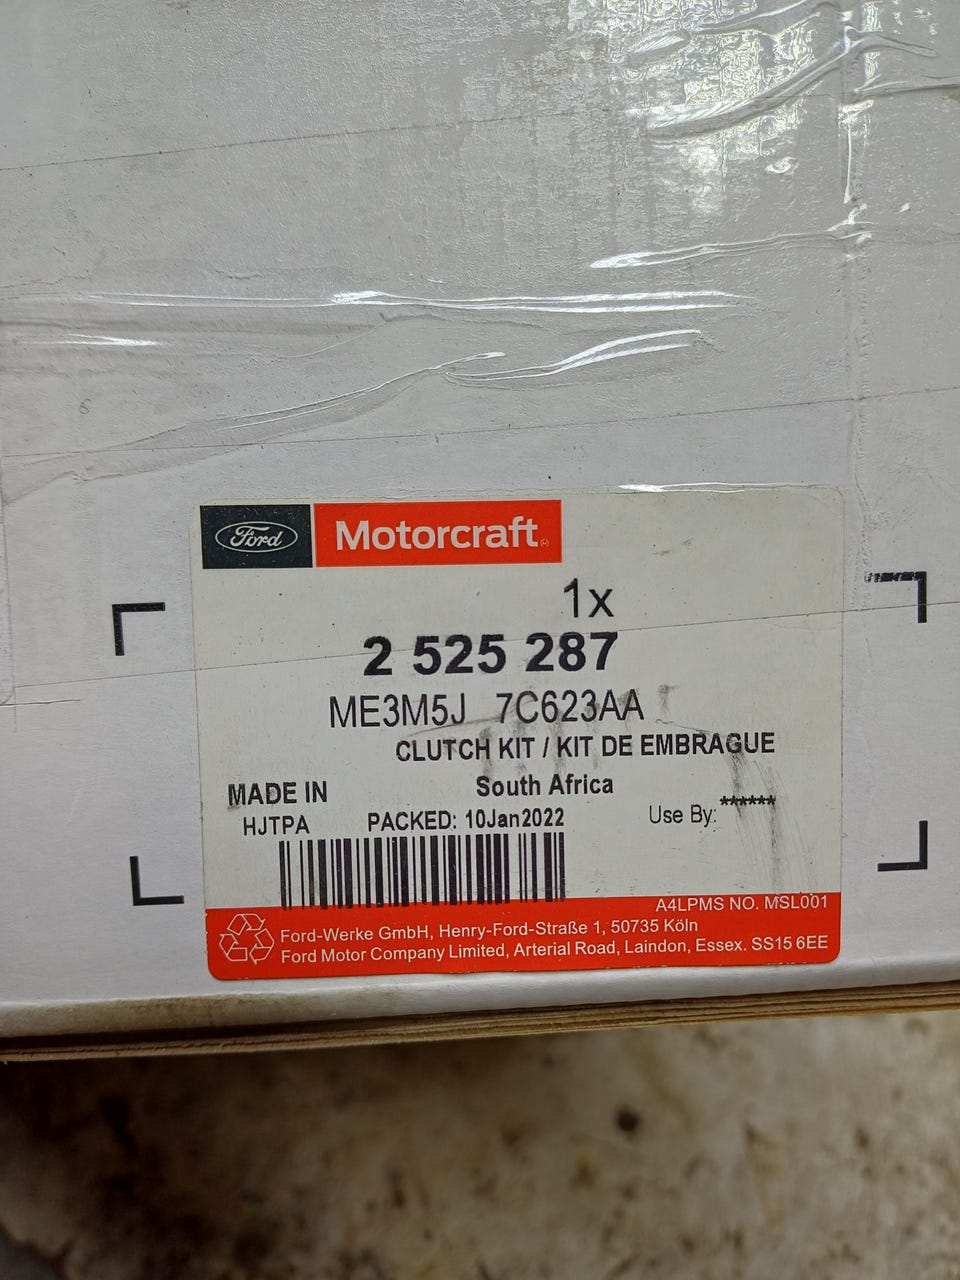 Ford Motorcraft
1x
2 525 287
ME3M5J 7C623AA
CLUTCH KIT / KIT DE EMBRAGUE
MADE IN South Africa
HJTPA PACKED: 10Jan2022 Use By: ******
A4LPMS NO. MSL001
Ford-Werke GmbH, Henry-Ford-Straße 1, 50735 Köln
Ford Motor Company Limited, Arterial Road, Laindon, Essex. SS15 6EE